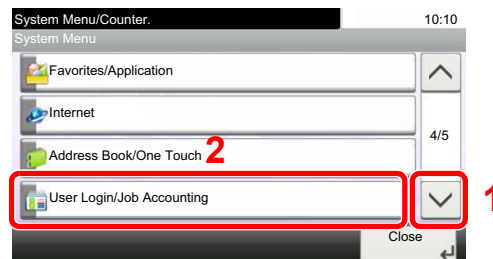 System Menu/Counter. 10:10
System Menu
Favorites/Application
Internet
4/5
Address Book/One Touch 2
User Login/Job Accounting
1
Close